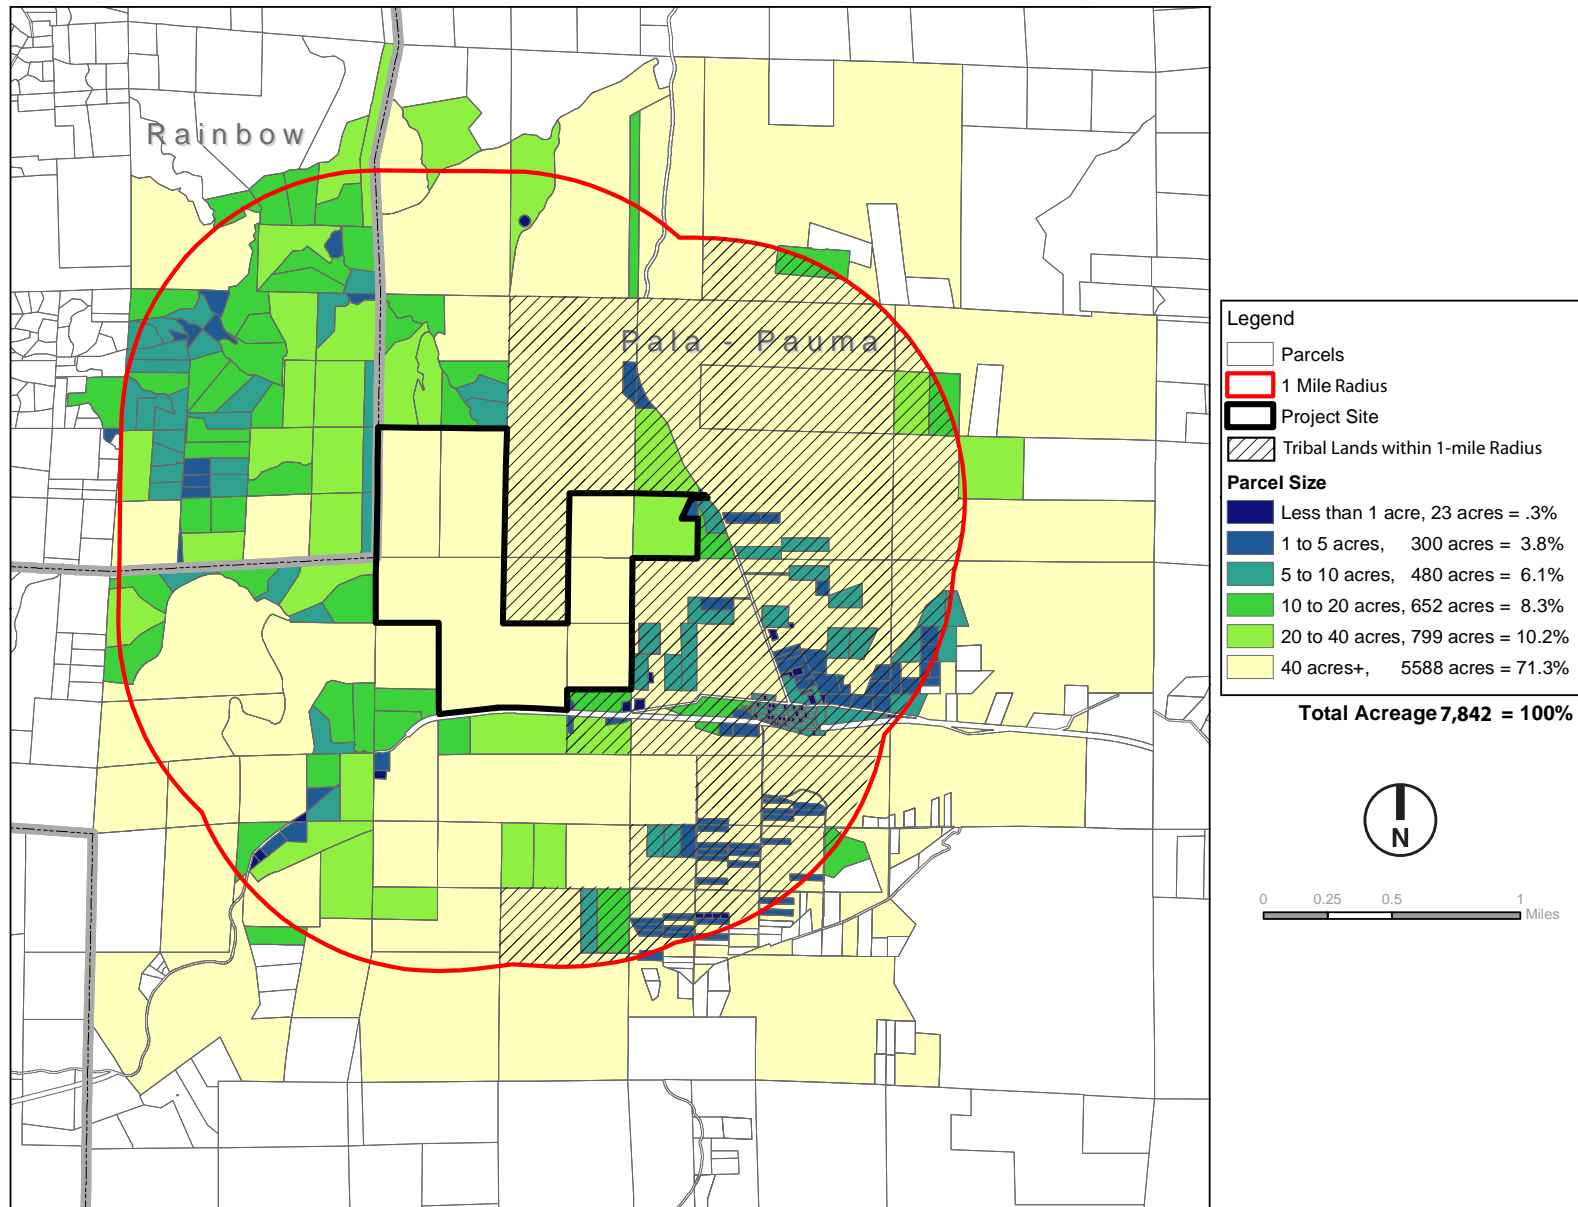 Rainbow
Pala - Pauma
Legend
Parcels
1 Mile Radius
Project Site
Tribal Lands within 1-mile Radius
Parcel Size
Less than 1 acre, 23 acres = .3%
1 to 5 acres, 300 acres = 3.8%
5 to 10 acres, 480 acres = 6.1%
10 to 20 acres, 652 acres = 8.3%
20 to 40 acres, 799 acres = 10.2%
40 acres+, 5588 acres = 71.3%
Total Acreage 7,842 = 100%
N
0 0.25 0.5 1
Miles